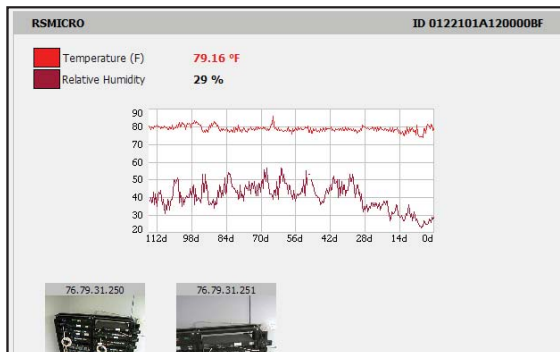 RSMICRO ID 0122101A120000BF
Temperature (F) 79.16 ºF
Relative Humidity 29 %
90
80
70
60
50
40
30
20
112d 98d 84d 70d 56d 42d 28d 14d 0d
76.79.31.250 76.79.31.251